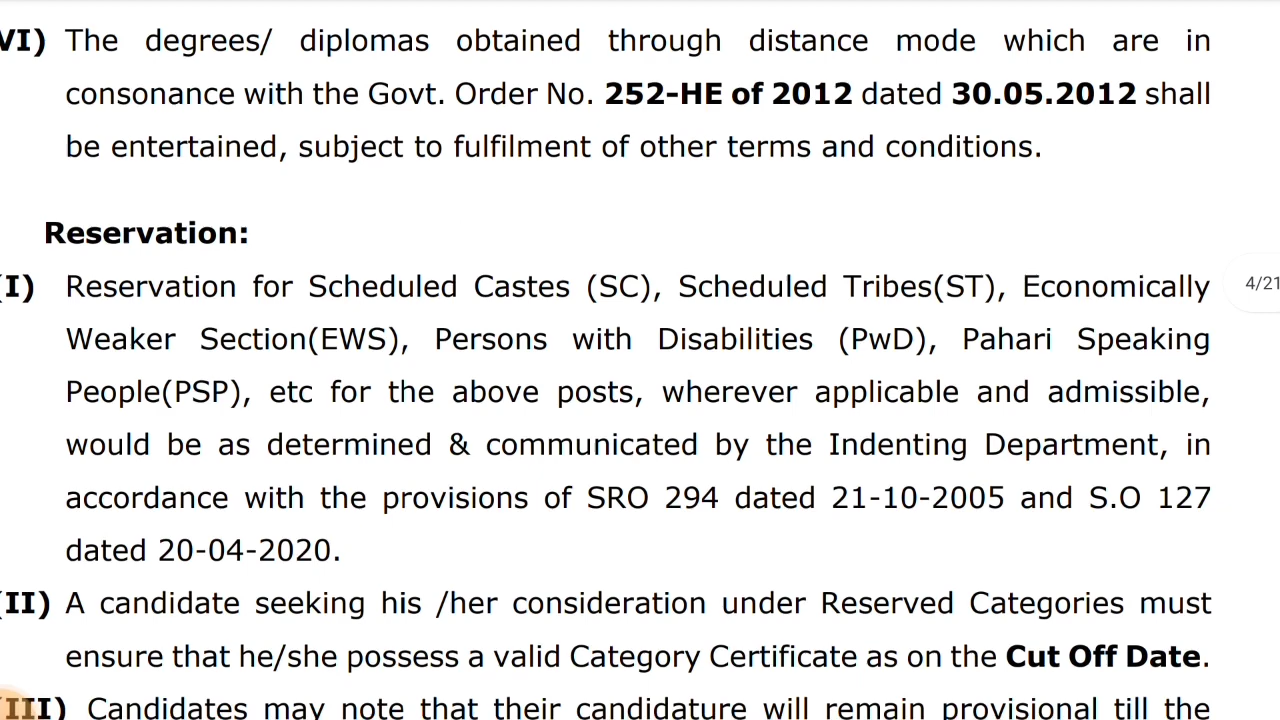 VI) The degrees/ diplomas obtained through distance mode which are in
consonance with the Govt. Order No. 252-HE of 2012 dated 30.05.2012 shall
be entertained, subject to fulfilment of other terms and conditions.
Reservation:
(I) Reservation for Scheduled Castes (SC), Scheduled Tribes(ST), Economically
4/21
Weaker Section(EWS), Persons with Disabilities (PwD), Pahari Speaking
People(PSP), etc for the above posts, wherever applicable and admissible,
would be as determined & communicated by the Indenting Department, in
accordance with the provisions of SRO 294 dated 21-10-2005 and S.O 127
dated 20-04-2020.
(II) A candidate seeking his /her consideration under Reserved Categories must
ensure that he/she possess a valid Category Certificate as on the Cut Off Date.
(III) Candidates may note that their candidature will remain provisional till the